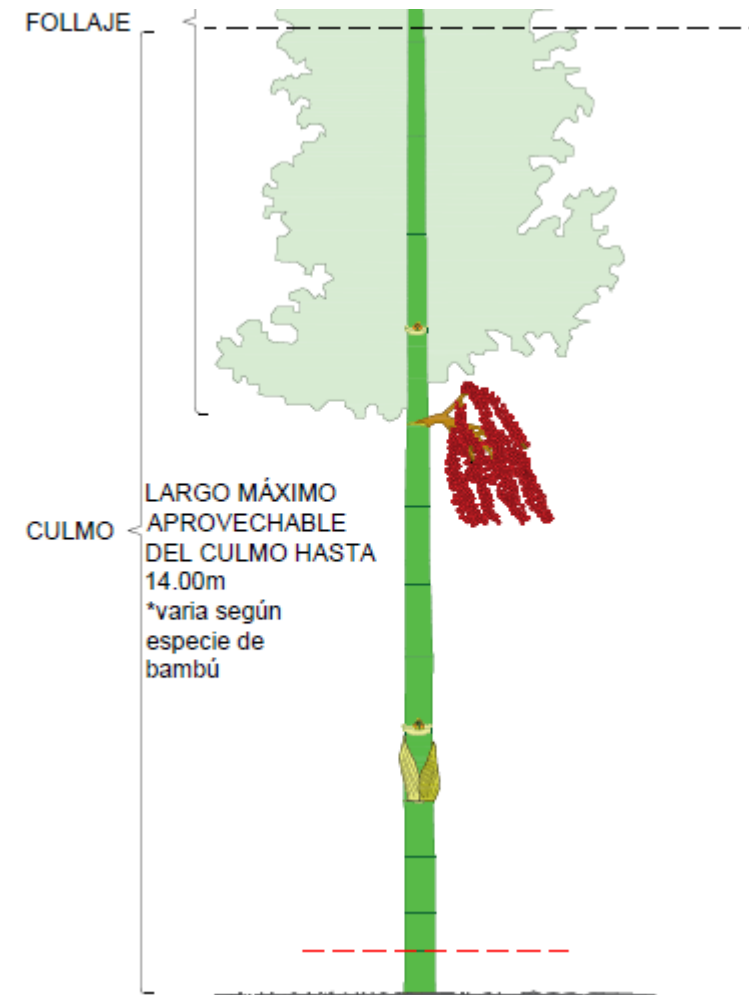 FOLLAJE
CULMO
LARGO MÁXIMO
APROVECHABLE
DEL CULMO HASTA
14.00m
*varia según
especie de
bambú